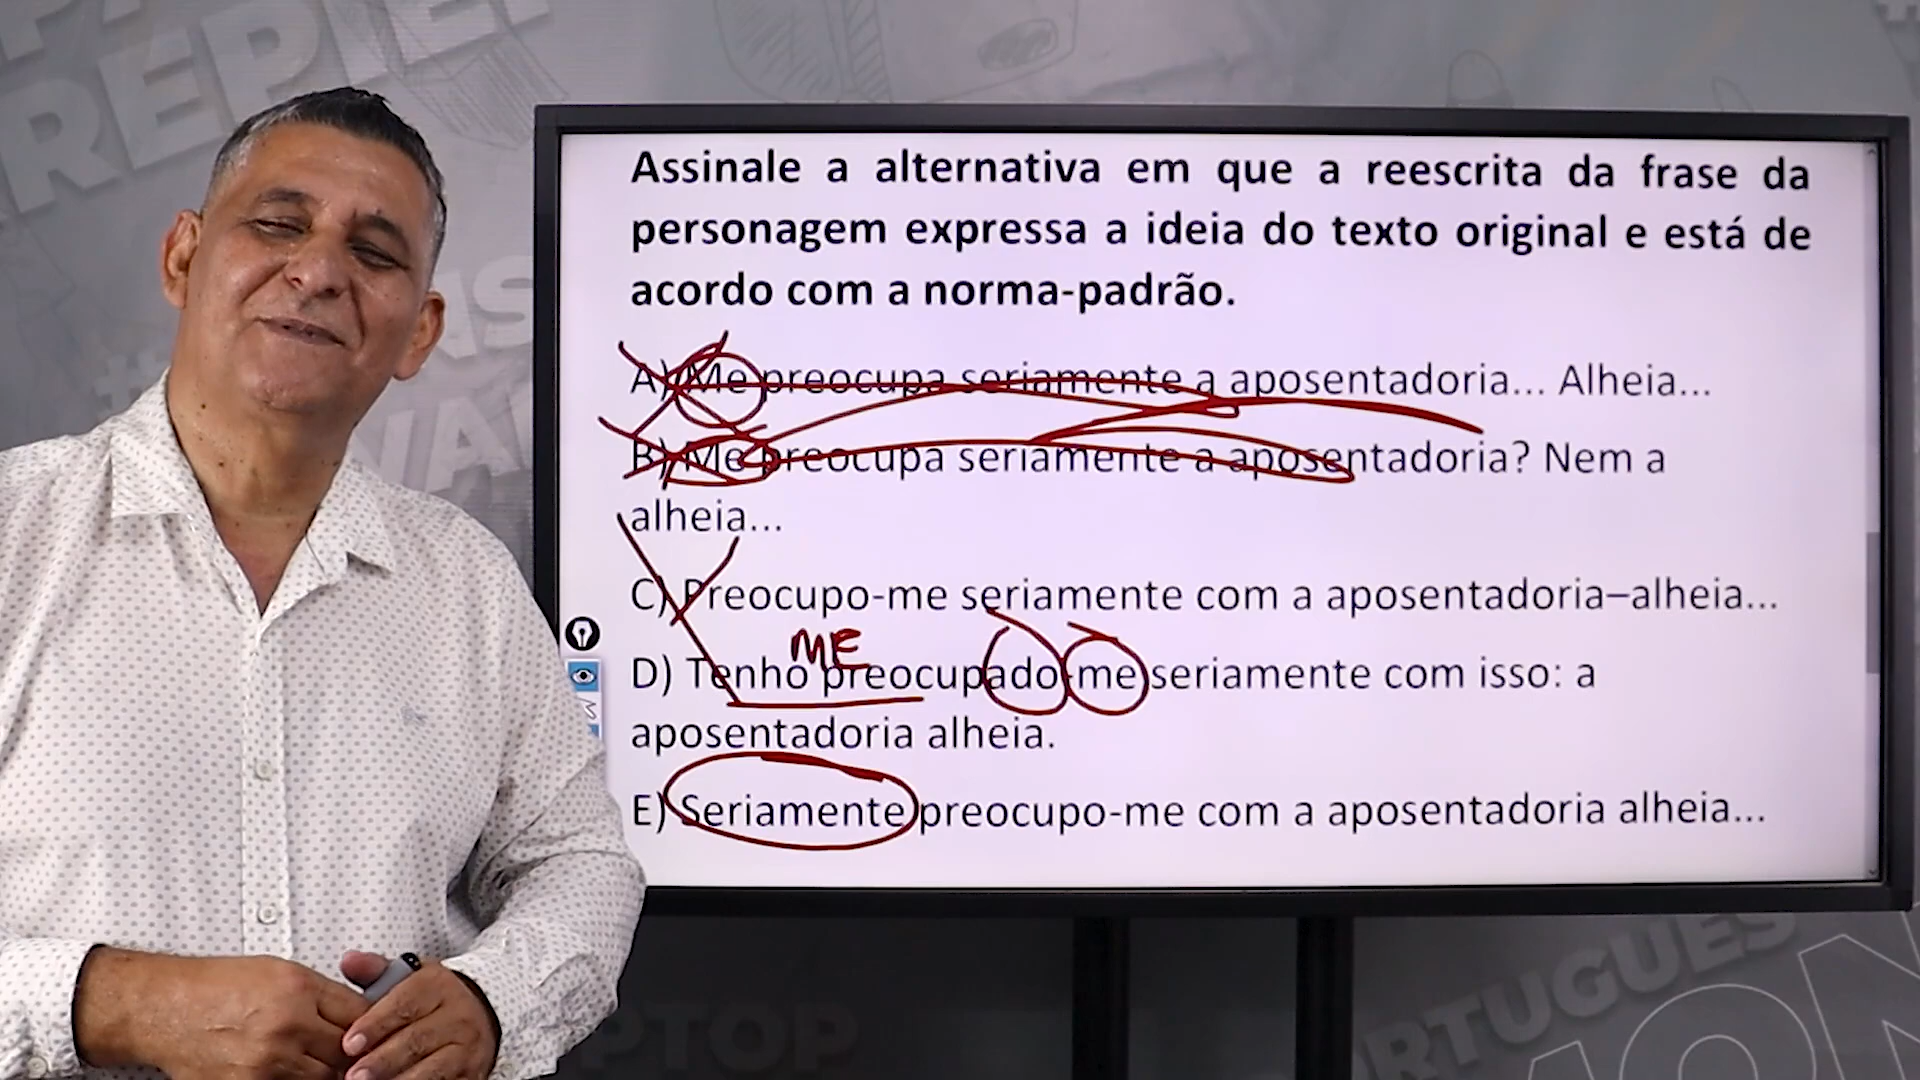 Assinale a alternativa em que a reescrita da frase da
personagem expressa a ideia do texto original e está de
acordo com a norma-padrão.
A) Me preocupa seriamente a aposentadoria... Alheia...
B) Me preocupa seriamente a aposentadoria? Nem a
alheia...
C) Preocupo-me seriamente com a aposentadoria–alheia...
ME
D) Tenho preocupado-me seriamente com isso: a
aposentadoria alheia.
E) Seriamente preocupo-me com a aposentadoria alheia...